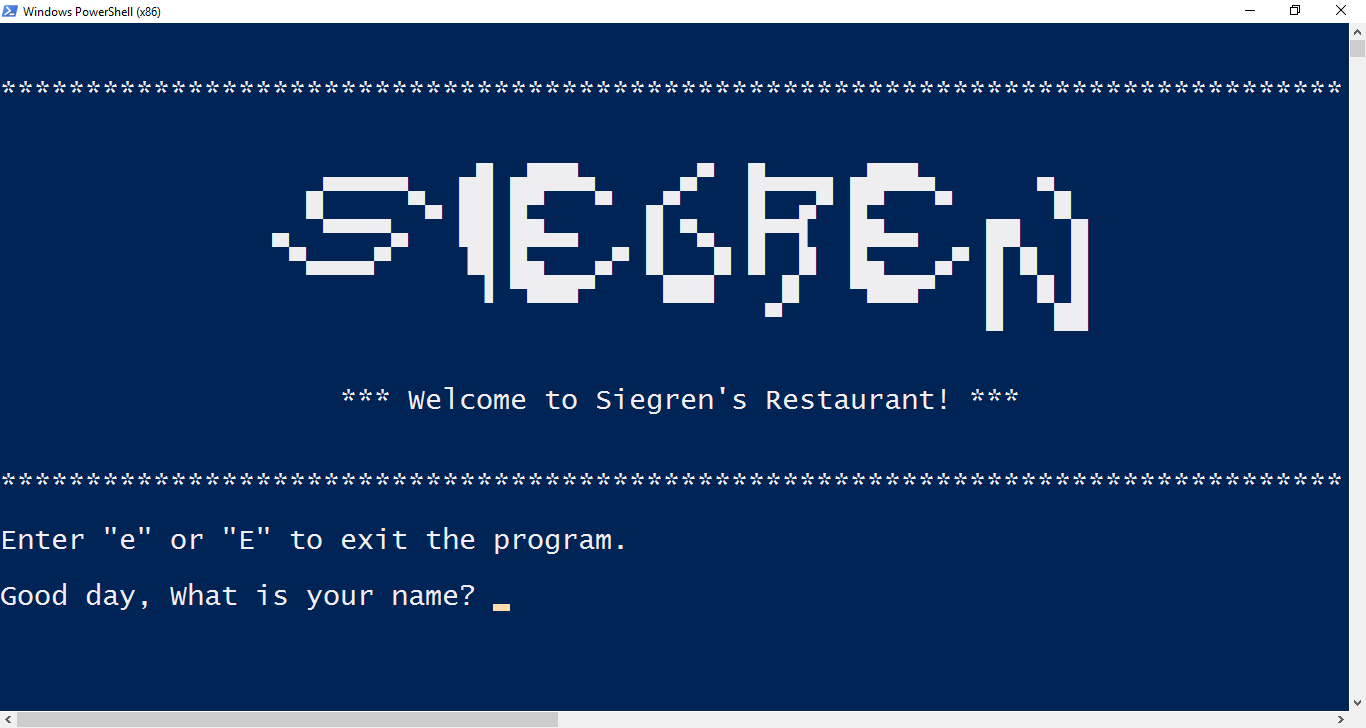 Windows PowerShell (x86)
*******************************************************************************
SIEGREN
*** Welcome to Siegren's Restaurant! ***
*******************************************************************************
Enter "e" or "E" to exit the program.
Good day, What is your name?